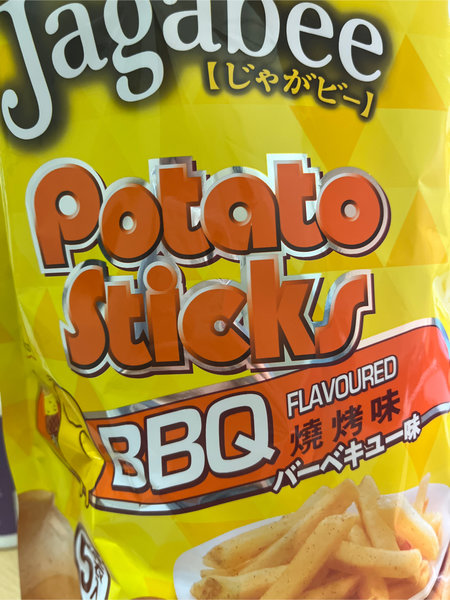 Jagabee
【じゃがビー】
Potato
Sticks
BBQ FLAVOURED
燒烤味
バーベキュー味
5